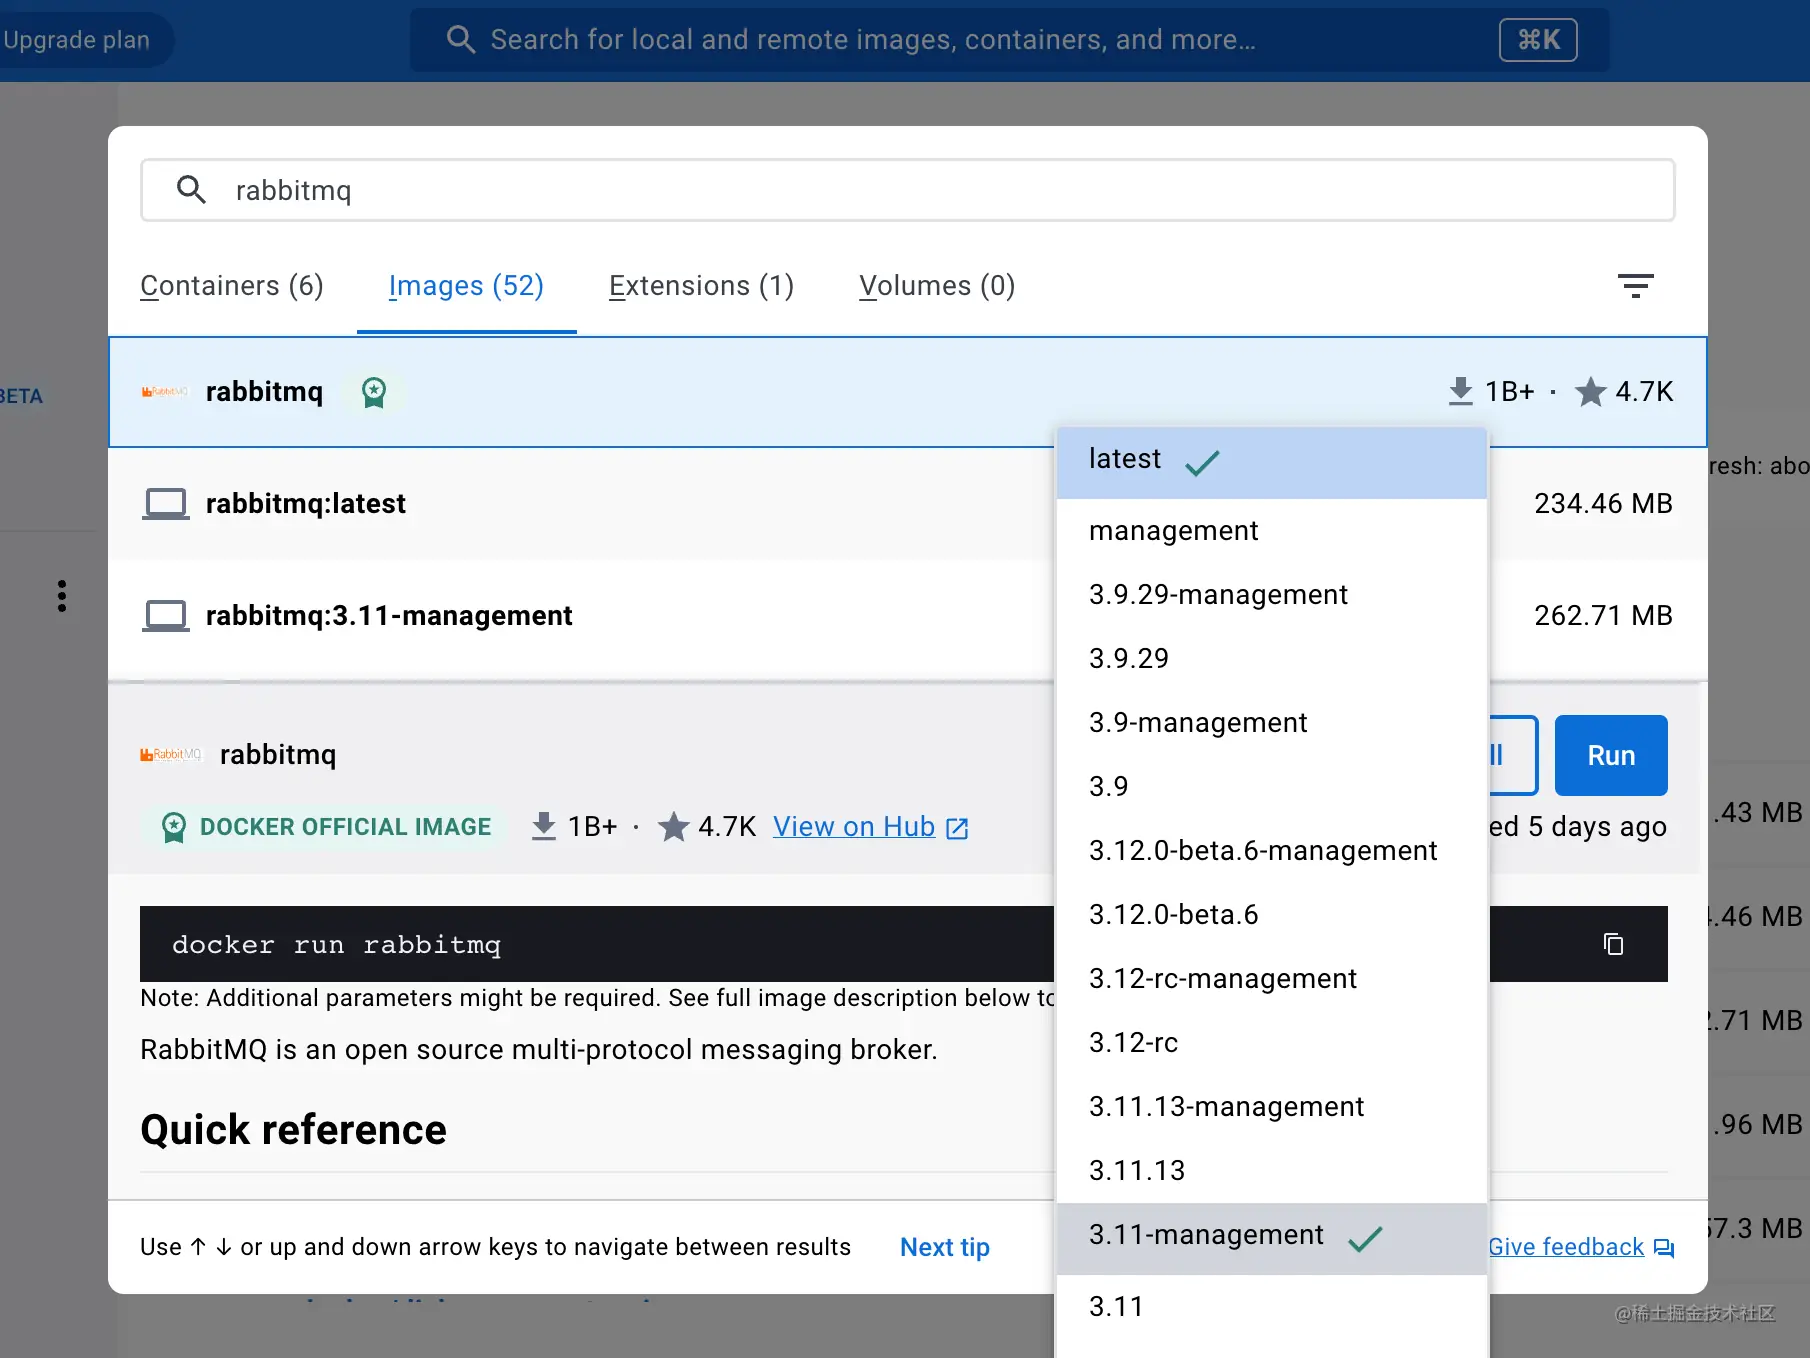 Upgrade plan
Search for local and remote images, containers, and more...
⌘K
rabbitmq
Containers (6)
Images (52)
Extensions (1)
Volumes (0)
BETA
RabbitMQ
rabbitmq
1B+ · 4.7K
latest
resh: abo
rabbitmq:latest
234.46 MB
management
3.9.29-management
rabbitmq:3.11-management
262.71 MB
3.9.29
3.9-management
RabbitMQ
rabbitmq
ll
Run
3.9
DOCKER OFFICIAL IMAGE
1B+ · 4.7K
View on Hub
ed 5 days ago
.43 MB
3.12.0-beta.6-management
3.12.0-beta.6
.46 MB
docker run rabbitmq
3.12-rc-management
Note: Additional parameters might be required. See full image description below to
.71 MB
RabbitMQ is an open source multi-protocol messaging broker.
3.12-rc
3.11.13-management
Quick reference
.96 MB
3.11.13
3.11-management
57.3 MB
Use ↑ ↓ or up and down arrow keys to navigate between results
Next tip
Give feedback
3.11
@稀土掘金技术社区